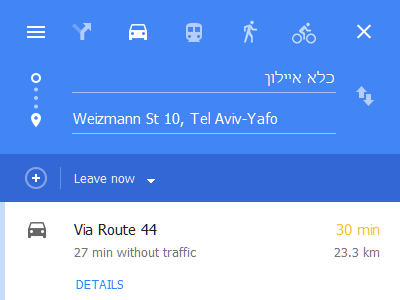 כלא איילון
Weizmann St 10, Tel Aviv-Yafo
Leave now
Via Route 44 30 min
27 min without traffic 23.3 km
DETAILS